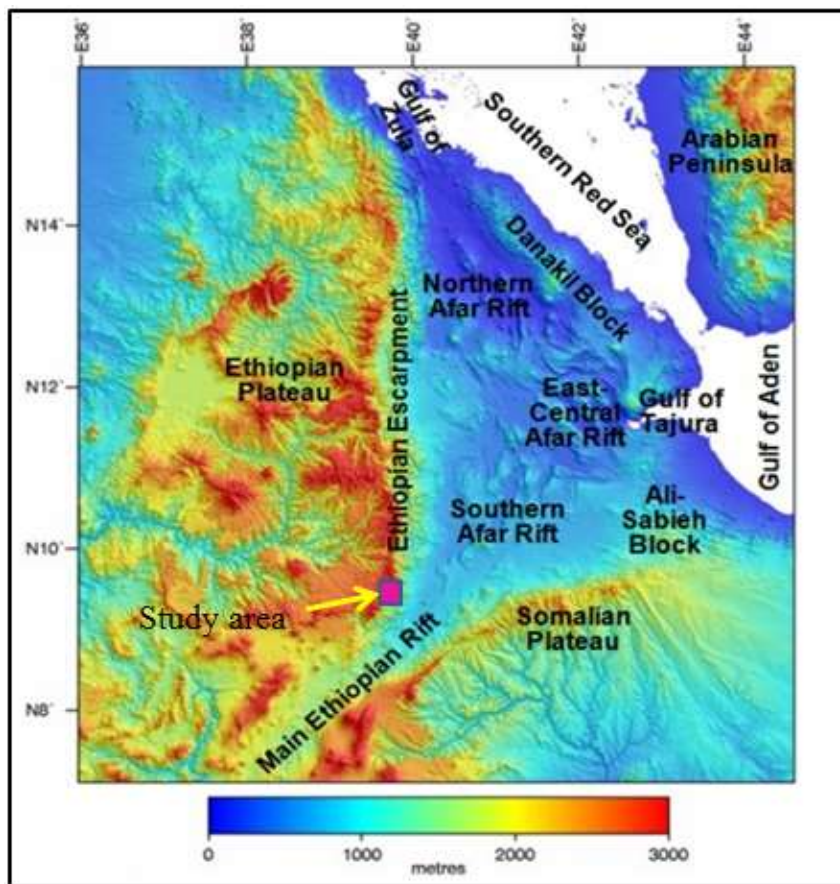 E36
E38
E40
E42
E44
Gulf of
Zula
Southern Red Sea
Arabian
Peninsula
N14°
Danakil Block
Northern
Afar Rift
Ethiopian Escarpment
Ethiopian
Plateau
N12°
East-
Central
Afar Rift
Gulf of
Tajura
Gulf of Aden
Southern
Afar Rift
Ali-
Sabieh
Block
N10°
Study area
Somalian
Plateau
Main Ethiopian Rift
N8°
0
1000
2000
3000
metres